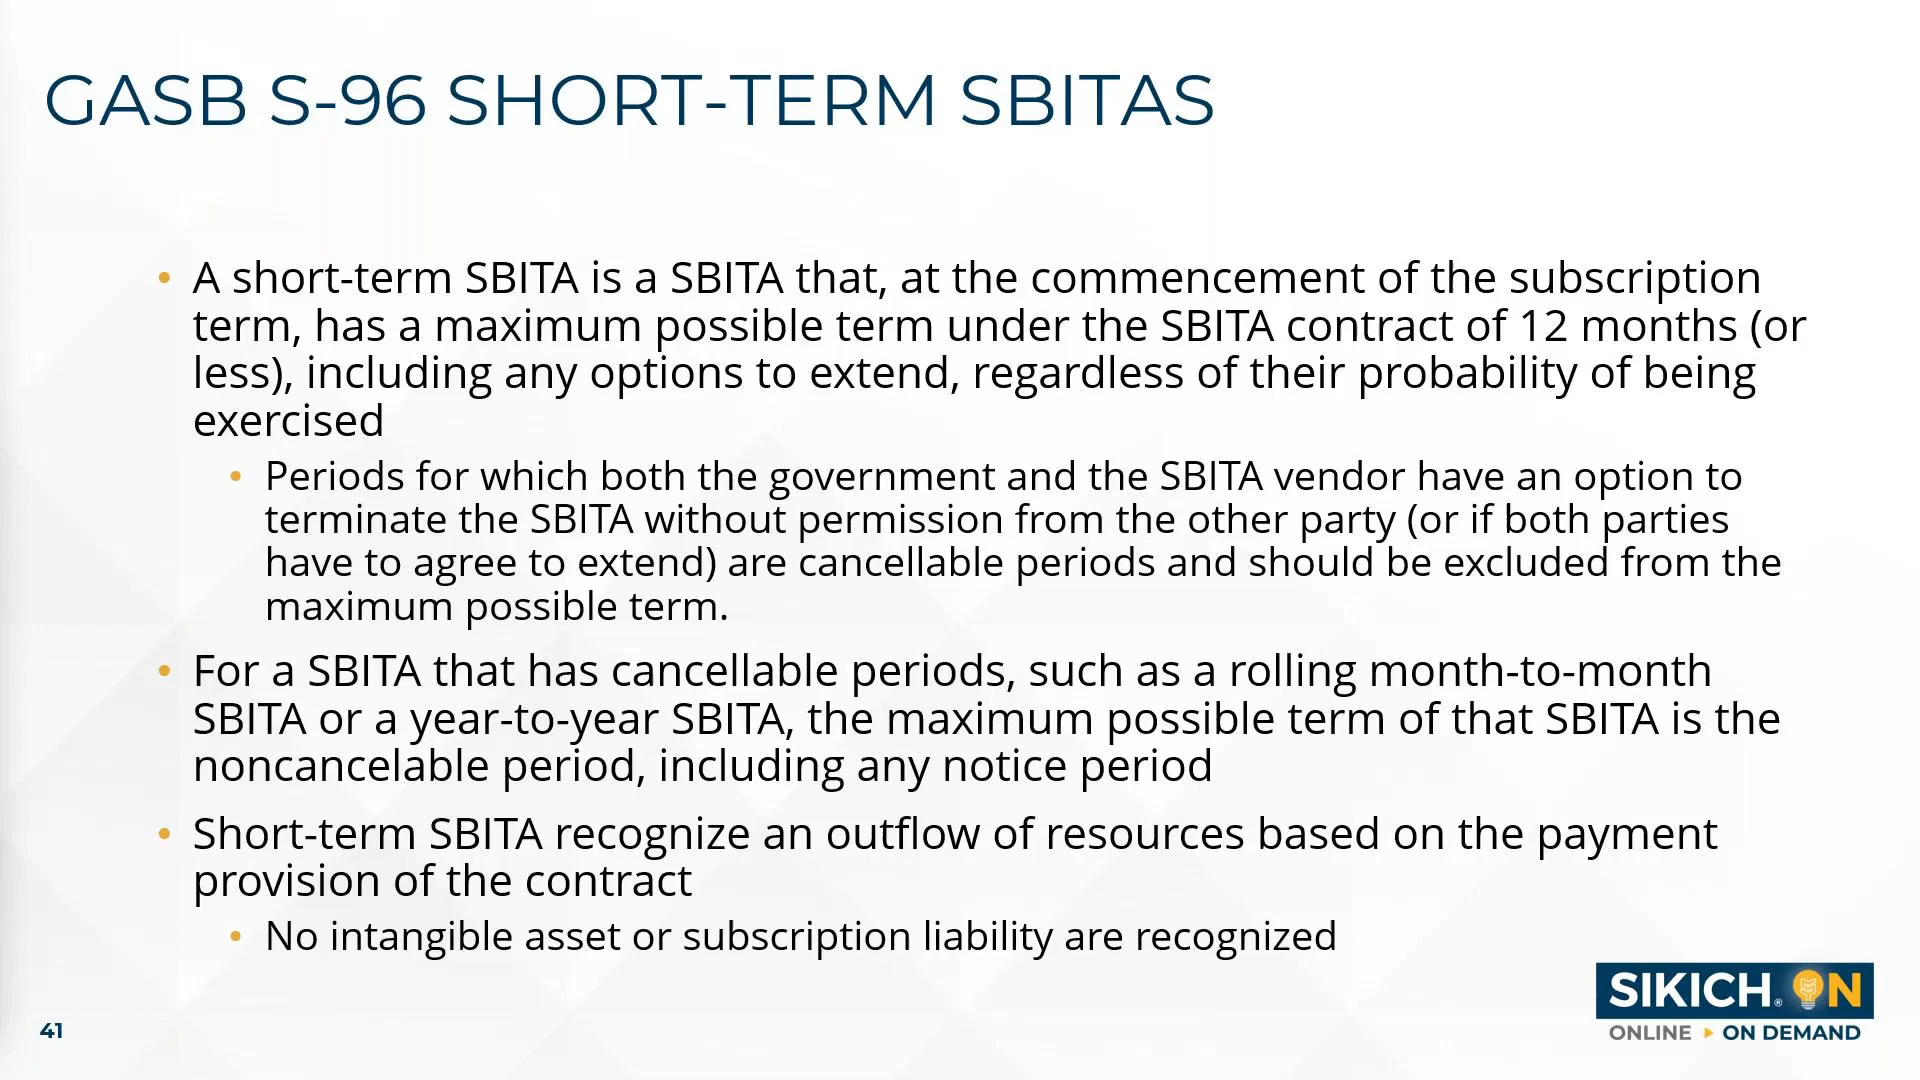 GASB S-96 SHORT-TERM SBITAS
• A short-term SBITA is a SBITA that, at the commencement of the subscription
term, has a maximum possible term under the SBITA contract of 12 months (or
less), including any options to extend, regardless of their probability of being
exercised
• Periods for which both the government and the SBITA vendor have an option to
terminate the SBITA without permission from the other party (or if both parties
have to agree to extend) are cancellable periods and should be excluded from the
maximum possible term.
• For a SBITA that has cancellable periods, such as a rolling month-to-month
SBITA or a year-to-year SBITA, the maximum possible term of that SBITA is the
noncancelable period, including any notice period
• Short-term SBITA recognize an outflow of resources based on the payment
provision of the contract
• No intangible asset or subscription liability are recognized
SIKICH® ON
ONLINE ▸ ON DEMAND
41